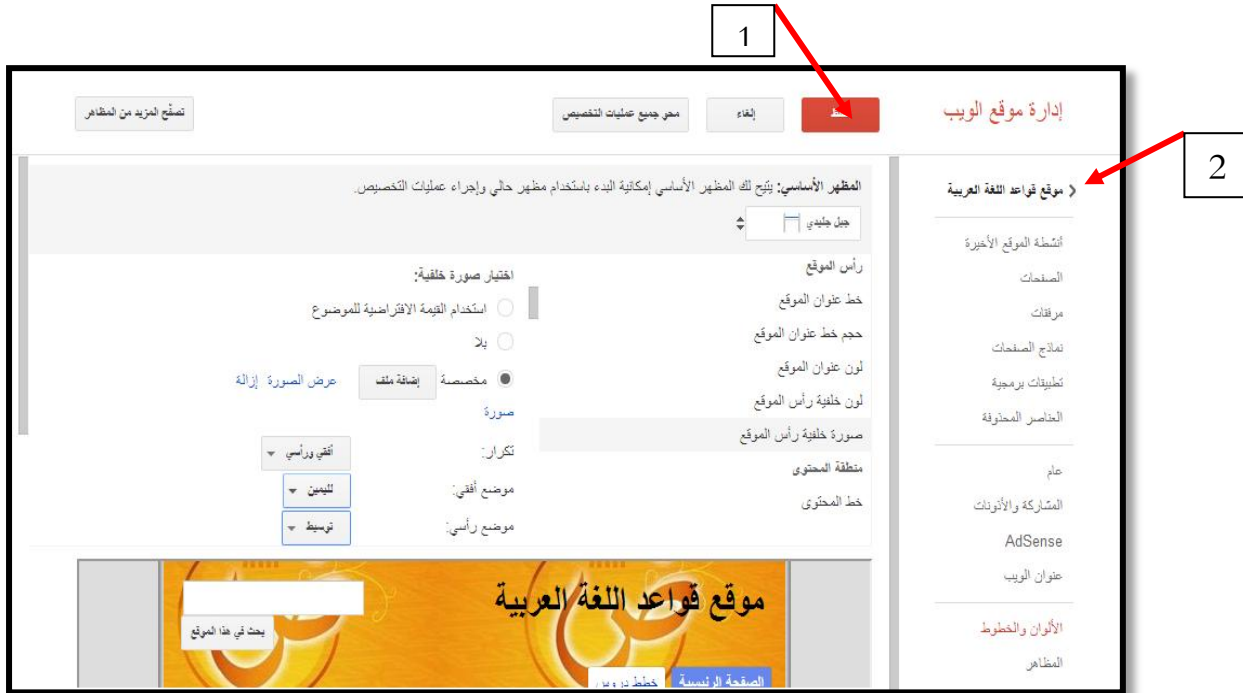 1
2
إدارة موقع الويب
إلغاء
محو جميع عمليات التخصيص
تصفّح المزيد من المظاهر
موقع قواعد اللغة العربية
أنشطة الموقع الأخيرة
الصفحات
مرفقات
نماذج الصفحات
تطبيقات برمجية
العناصر المحذوفة
عام
المشاركة والأذونات
AdSense
عنوان الويب
الألوان والخطوط
المظاهر
المظهر الأساسي: يتيح لك المظهر الأساسي إمكانية البدء باستخدام مظهر حالي وإجراء عمليات التخصيص.
جبل جليدي
رأس الموقع
خط عنوان الموقع
حجم خط عنوان الموقع
لون عنوان الموقع
لون خلفية رأس الموقع
صورة خلفية رأس الموقع
منطقة المحتوى
خط المحتوى
اختيار صورة خلفية:
استخدام القيمة الافتراضية للموضوع
بلا
مخصصة إضافة ملف عرض الصورة إزالة
صورة
تكرار: أفقي ورأسي
موضع أفقي: لليمين
موضع رأسي: توسيط
موقع قواعد اللغة العربية
بحث في هذا الموقع
الصفحة الرئيسية خطط دروس